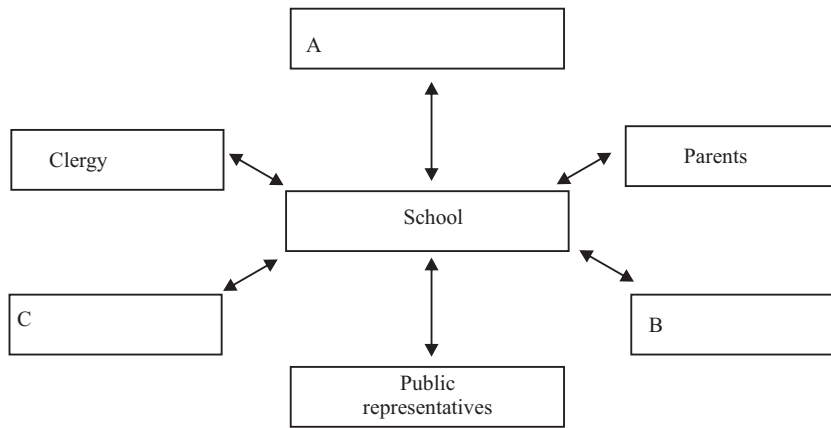 A
Clergy
Parents
School
C
B
Public
representatives